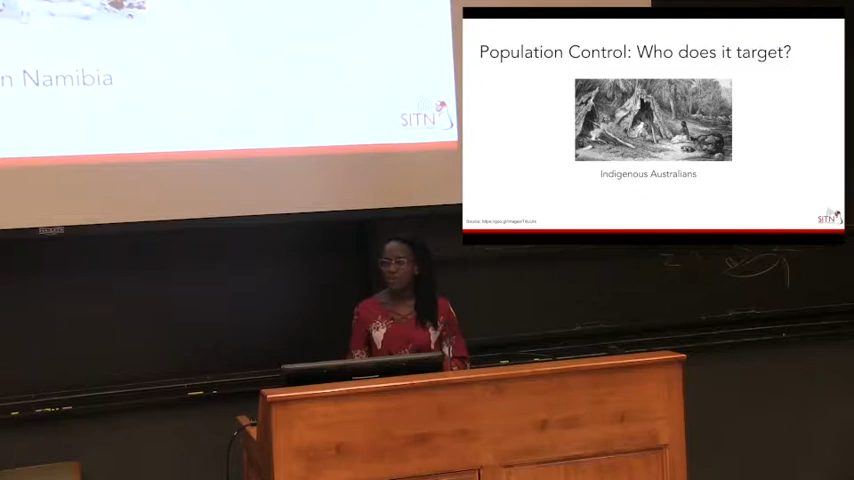 n Namibia
SITN
Population Control: Who does it target?
Indigenous Australians
SITN